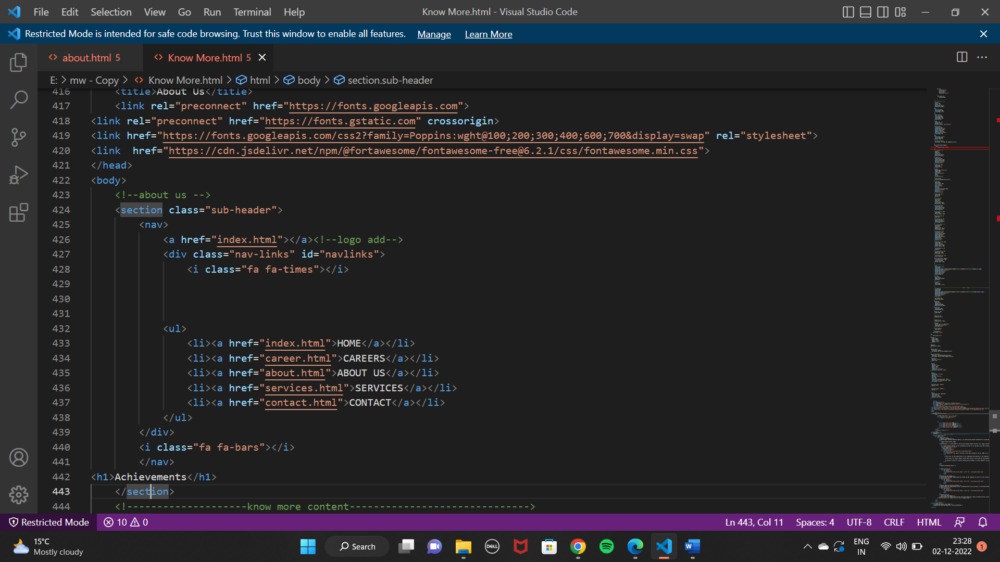 File Edit Selection View Go Run Terminal Help Know More.html - Visual Studio Code
Restricted Mode is intended for safe code browsing. Trust this window to enable all features. Manage Learn More
about.html 5 Know More.html 5
E: > mw - Copy > Know More.html > html > body > section.sub-header
416 <title>About Us</title>
417 <link rel="preconnect" href="https://fonts.googleapis.com">
418 <link rel="preconnect" href="https://fonts.gstatic.com" crossorigin>
419 <link href="https://fonts.googleapis.com/css2?family=Poppins:wght@100;200;300;400;600;700&display=swap" rel="stylesheet">
420 <link  href="https://cdn.jsdelivr.net/npm/@fortawesome/fontawesome-free@6.2.1/css/fontawesome.min.css">
421 </head>
422 <body>
423 <!--about us -->
424 <section class="sub-header">
425 <nav>
426 <a href="index.html"></a><!--logo add-->
427 <div class="nav-links" id="navlinks">
428 <i class="fa fa-times"></i>
429
430
431
432 <ul>
433 <li><a href="index.html">HOME</a></li>
434 <li><a href="career.html">CAREERS</a></li>
435 <li><a href="about.html">ABOUT US</a></li>
436 <li><a href="services.html">SERVICES</a></li>
437 <li><a href="contact.html">CONTACT</a></li>
438 </ul>
439 </div>
440 <i class="fa fa-bars"></i>
441 </nav>
442 <h1>Achievements</h1>
443 </section>
444 <!--------------------know more content------------------------------>
Restricted Mode 10 0 Ln 443, Col 11 Spaces: 4 UTF-8 CRLF HTML
15°C
Mostly cloudy
Search
DELL
W
ENG
IN
23:28
02-12-2022
1